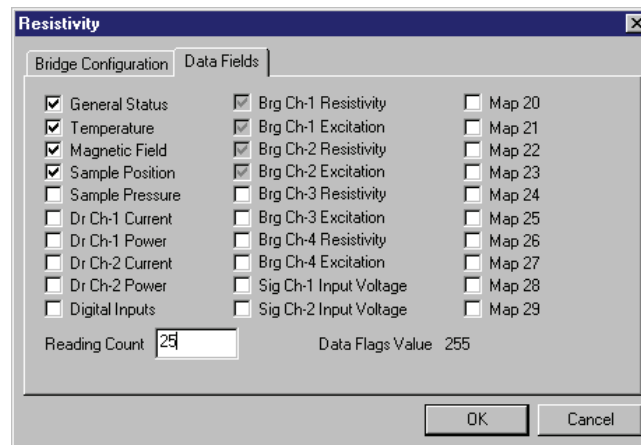 Resistivity
Bridge Configuration Data Fields
General Status Brg Ch-1 Resistivity Map 20
Temperature Brg Ch-1 Excitation Map 21
Magnetic Field Brg Ch-2 Resistivity Map 22
Sample Position Brg Ch-2 Excitation Map 23
Sample Pressure Brg Ch-3 Resistivity Map 24
Dr Ch-1 Current Brg Ch-3 Excitation Map 25
Dr Ch-1 Power Brg Ch-4 Resistivity Map 26
Dr Ch-2 Current Brg Ch-4 Excitation Map 27
Dr Ch-2 Power Sig Ch-1 Input Voltage Map 28
Digital Inputs Sig Ch-2 Input Voltage Map 29
Reading Count 25 Data Flags Value 255
OK Cancel